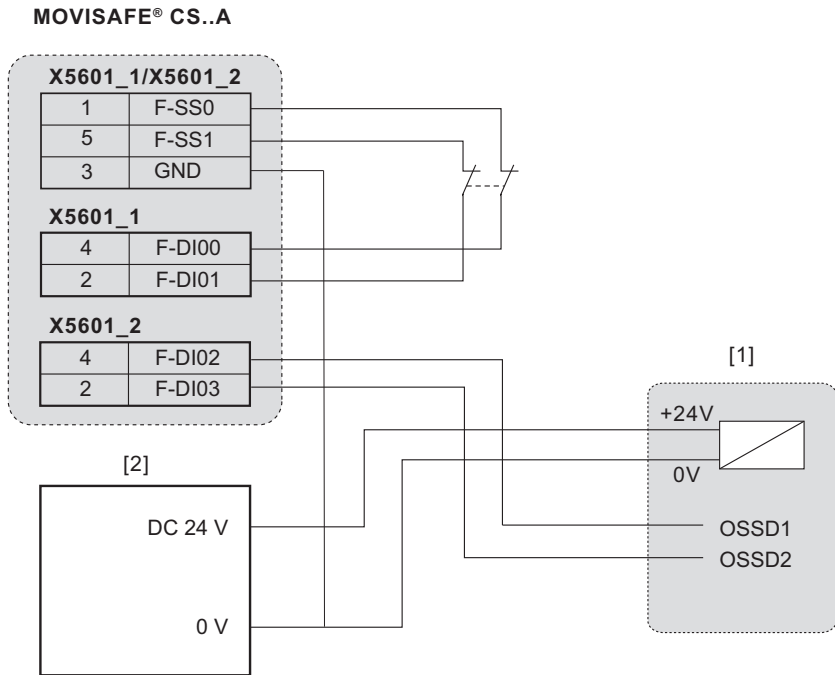 MOVISAFE® CS..A
X5601_1/X5601_2
1 F-SS0
5 F-SS1
3 GND
X5601_1
4 F-DI00
2 F-DI01
X5601_2
4 F-DI02
2 F-DI03
[1]
+24V
0V
OSSD1
OSSD2
[2]
DC 24 V
0 V